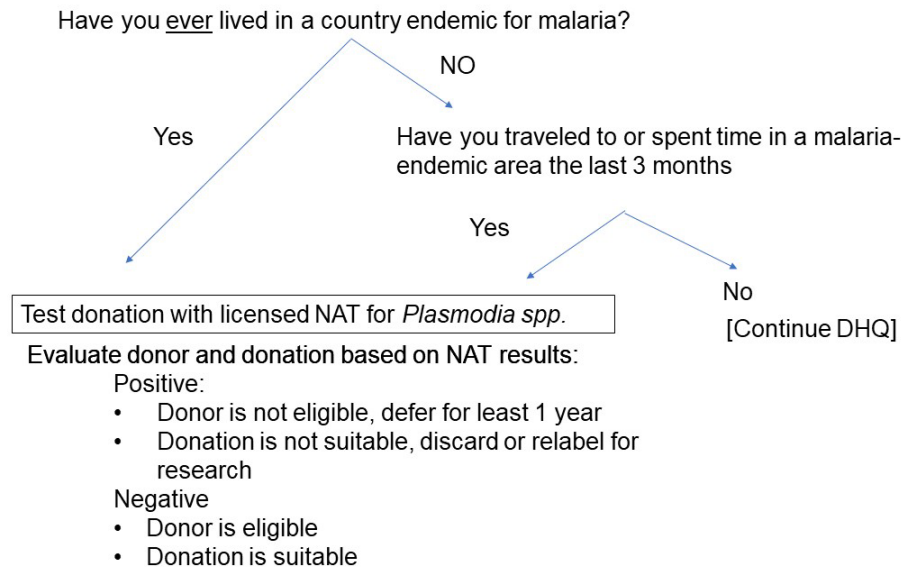 Have you ever lived in a country endemic for malaria?
NO
Yes
Have you traveled to or spent time in a malaria-
endemic area the last 3 months
Yes
No
[Continue DHQ]
Test donation with licensed NAT for Plasmodia spp.
Evaluate donor and donation based on NAT results:
Positive:
• Donor is not eligible, defer for least 1 year
• Donation is not suitable, discard or relabel for
research
Negative
• Donor is eligible
• Donation is suitable